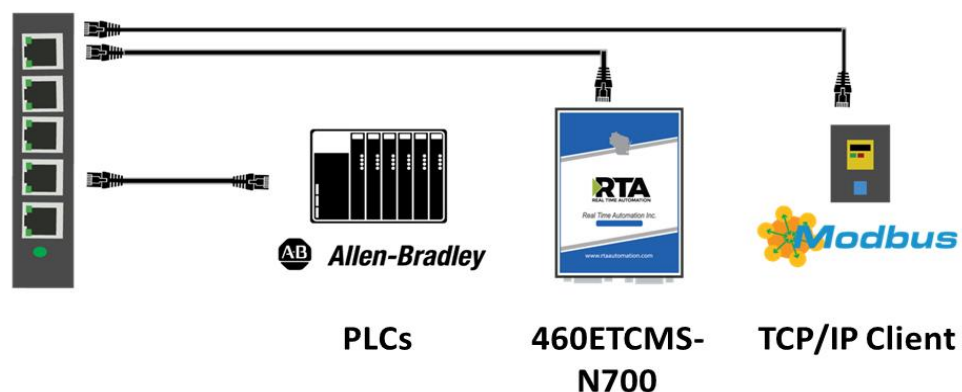 RTA
REAL TIME AUTOMATION
Real Time Automation Inc.
www.rtaautomation.com
AB Allen-Bradley
Modbus
PLCs
460ETCMS-
N700
TCP/IP Client